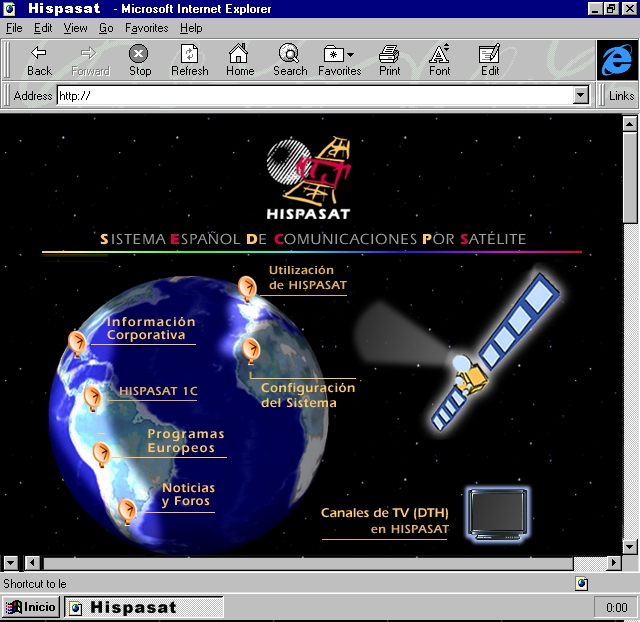 Hispasat - Microsoft Internet Explorer
File Edit View Go Favorites Help
Back Forward Stop Refresh Home Search Favorites Print Font Edit
Address http:// Links
HISPASAT
SISTEMA ESPAÑOL DE COMUNICACIONES POR SATÉLITE
Utilización
de HISPASAT
Información
Corporativa
Configuración
del Sistema
HISPASAT 1C
Programas
Europeos
Noticias
y Foros
Canales de TV (DTH)
en HISPASAT
Shortcut to le
Inicio Hispasat 0:00